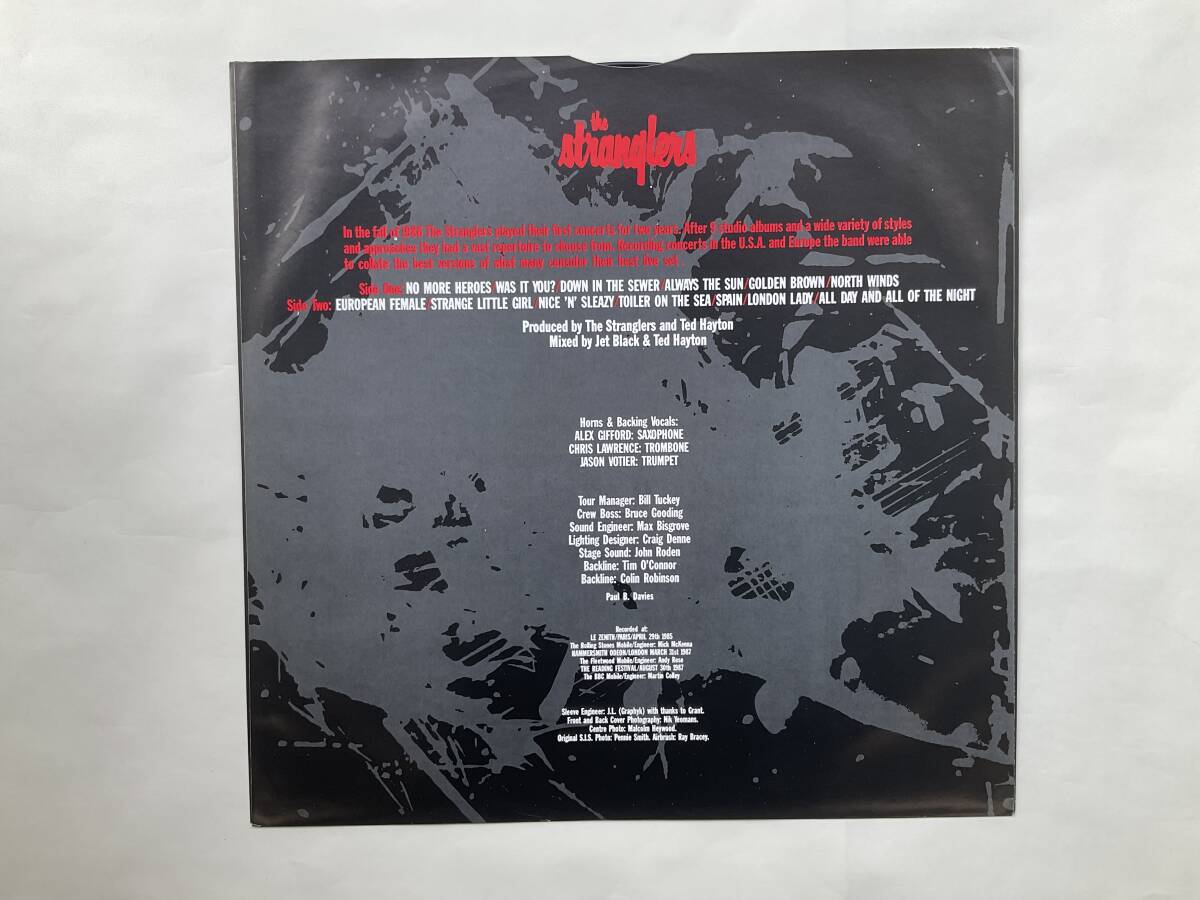 the
stranglers
In the fall of 1986 The Stranglers played their first concerts for two years. After 9 studio albums and a wide variety of styles
and approaches they had a vast repertoire to choose from. Recording concerts in the U.S.A. and Europe the band were able
to collate the best versions of what many consider their best live set.
Side One: NO MORE HEROES/WAS IT YOU?/DOWN IN THE SEWER/ALWAYS THE SUN/GOLDEN BROWN/NORTH WINDS
Side Two: EUROPEAN FEMALE/STRANGE LITTLE GIRL/NICE 'N' SLEAZY/TOILER ON THE SEA/SPAIN/LONDON LADY/ALL DAY AND ALL OF THE NIGHT
Produced by The Stranglers and Ted Hayton
Mixed by Jet Black & Ted Hayton
Horns & Backing Vocals:
ALEX GIFFORD: SAXOPHONE
CHRIS LAWRENCE: TROMBONE
JASON VOTIER: TRUMPET
Tour Manager: Bill Tuckey
Crew Boss: Bruce Gooding
Sound Engineer: Max Bisgrove
Lighting Designer: Craig Denne
Stage Sound: John Roden
Backline: Tim O'Connor
Backline: Colin Robinson
Paul B. Davies
Recorded at:
LE ZENITH/PARIS/APRIL 29th 1985
The Rolling Stones Mobile/Engineer: Mick McKenna
HAMMERSMITH ODEON/LONDON MARCH 31st 1987
The Fleetwood Mobile/Engineer: Andy Rose
THE READING FESTIVAL/AUGUST 30th 1987
The BBC Mobile/Engineer: Martin Colley
Sleeve Engineer: J.L. (Graphyk) with thanks to Grant.
Front and Back Cover Photography: Nik Yeomans.
Centre Photo: Malcolm Heywood.
Original S.I.S. Photo: Pennie Smith. Airbrush: Ray Bracey.